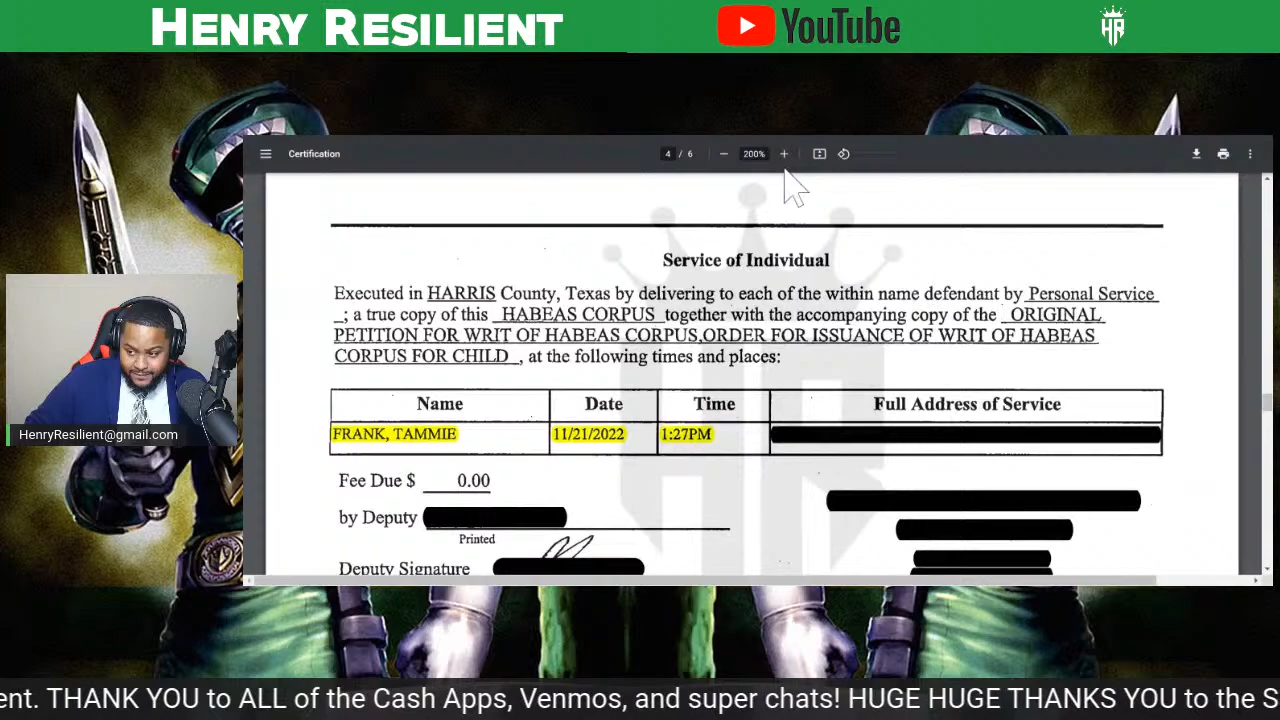 HENRY RESILIENT
YouTube
HR
Certification
4 / 6
200%
Service of Individual
Executed in HARRIS County, Texas by delivering to each of the within name defendant by Personal Service
; a true copy of this HABEAS CORPUS together with the accompanying copy of the ORIGINAL
PETITION FOR WRIT OF HABEAS CORPUS,ORDER FOR ISSUANCE OF WRIT OF HABEAS
CORPUS FOR CHILD , at the following times and places:
Name Date Time Full Address of Service
FRANK, TAMMIE 11/21/2022 1:27PM
Fee Due $ 0.00
by Deputy
Printed
Deputy Signature
HR
HenryResilient@gmail.com
ent. THANK YOU to ALL of the Cash Apps, Venmos, and super chats! HUGE HUGE THANKS YOU to the S